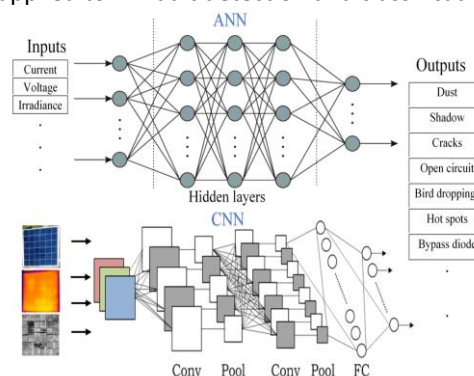 ANN
Inputs
Current
Voltage
Irradiance
Hidden layers
Outputs
Dust
Shadow
Cracks
Open circuit
Bird dropping
Hot spots
Bypass diode
CNN
Conv Pool Conv Pool FC